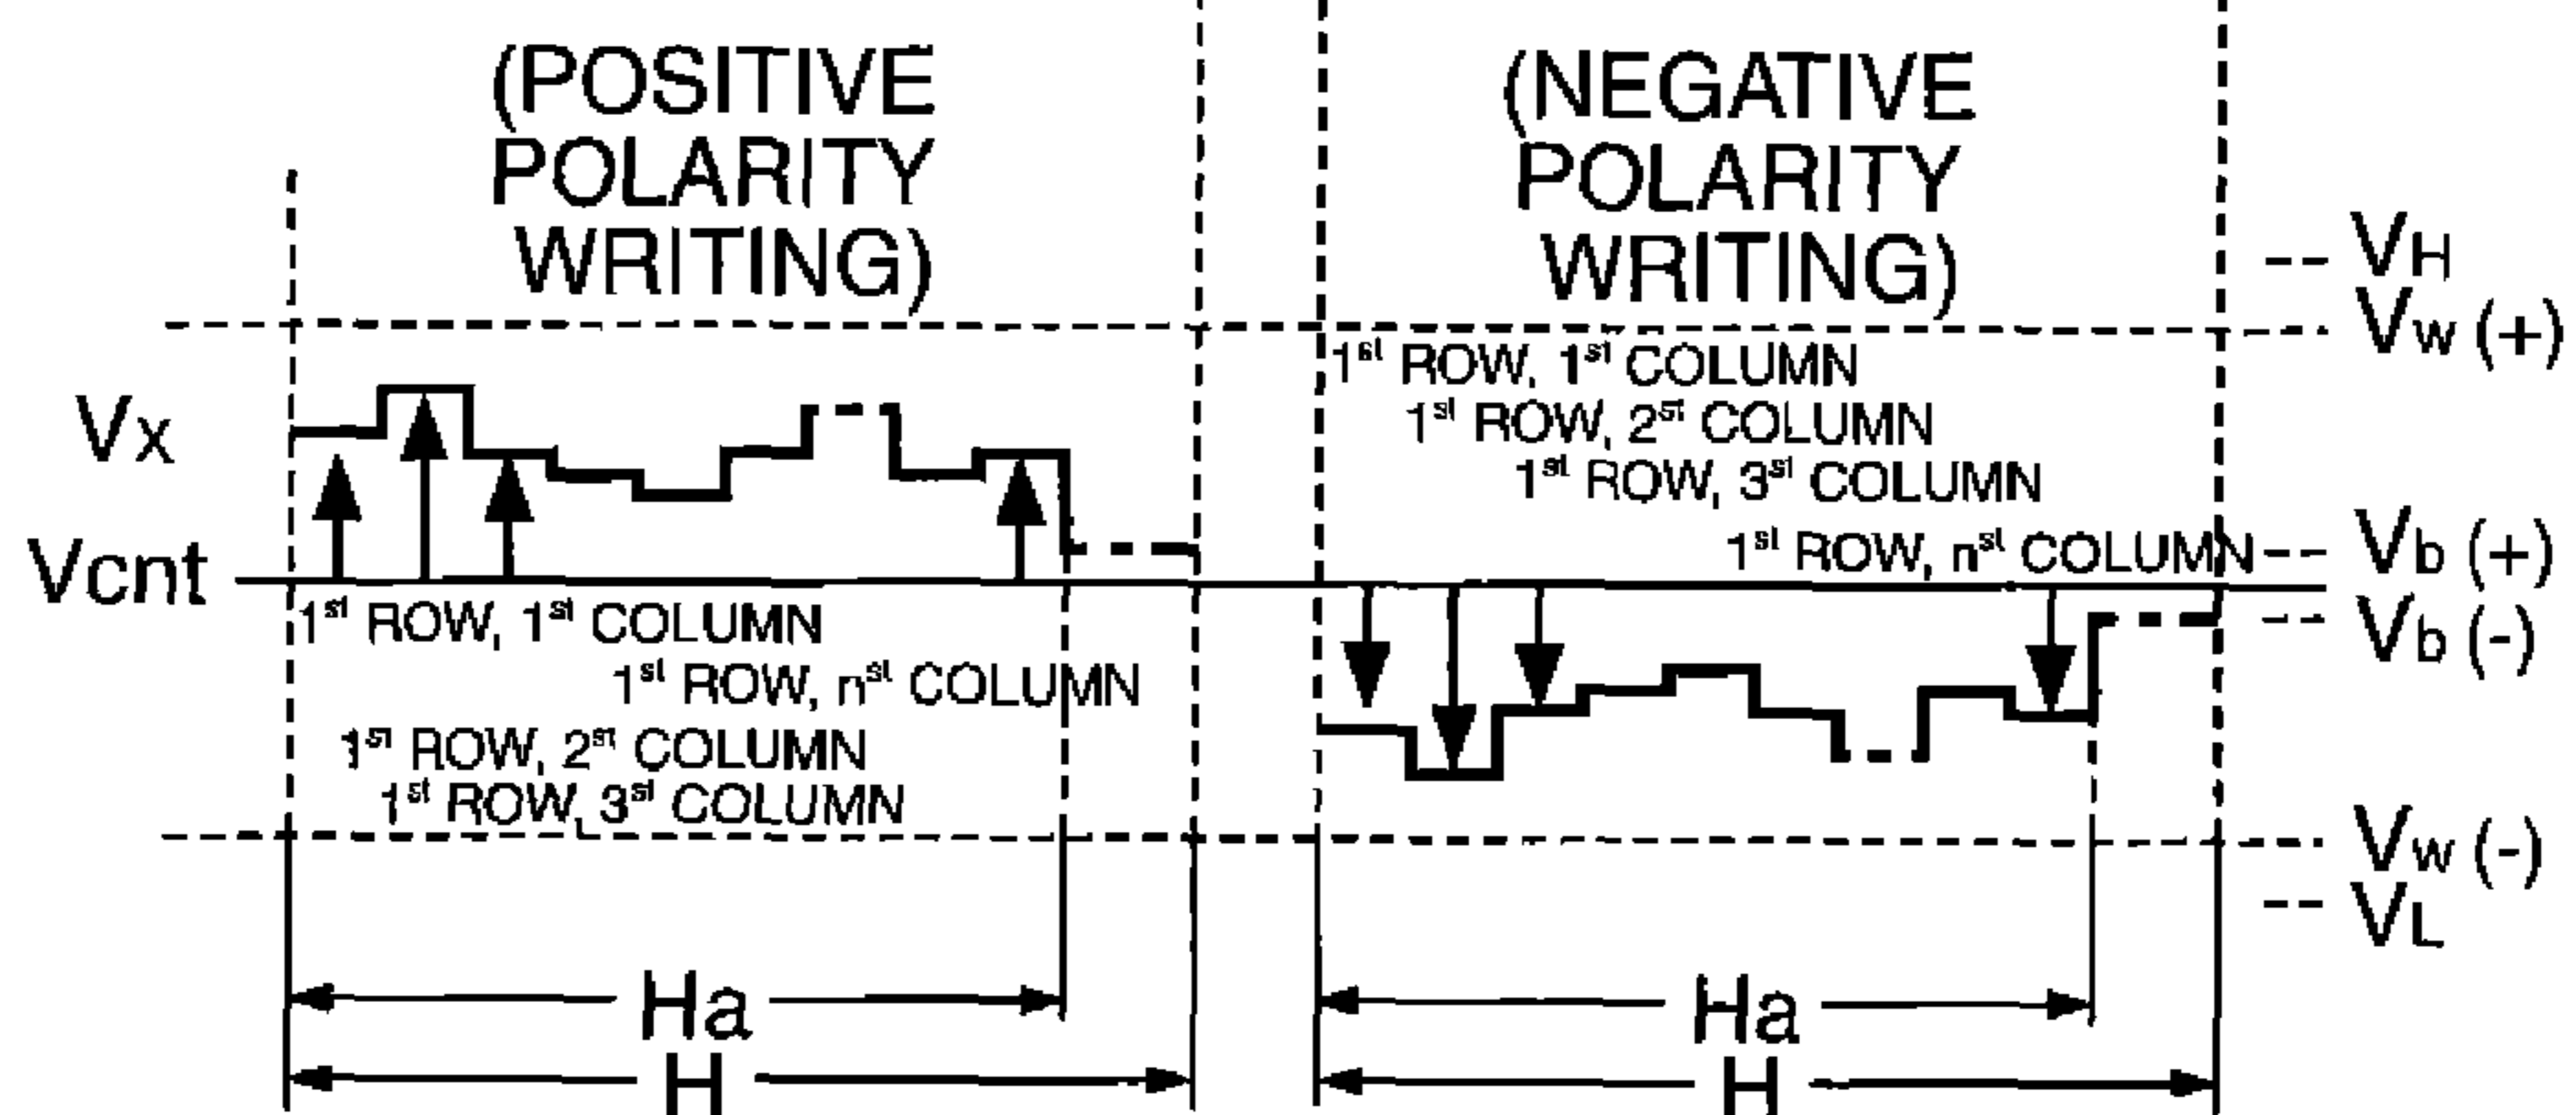 (POSITIVE
POLARITY
WRITING)
(NEGATIVE
POLARITY
WRITING)
VH
Vw (+)
1st ROW, 1st COLUMN
1st ROW, 2st COLUMN
1st ROW, 3st COLUMN
1st ROW, nst COLUMN
Vx
Vcnt
Vb (+)
Vb (-)
1st ROW, 1st COLUMN
1st ROW, nst COLUMN
1st ROW, 2st COLUMN
1st ROW, 3st COLUMN
Vw (-)
VL
Ha
Ha
H
H